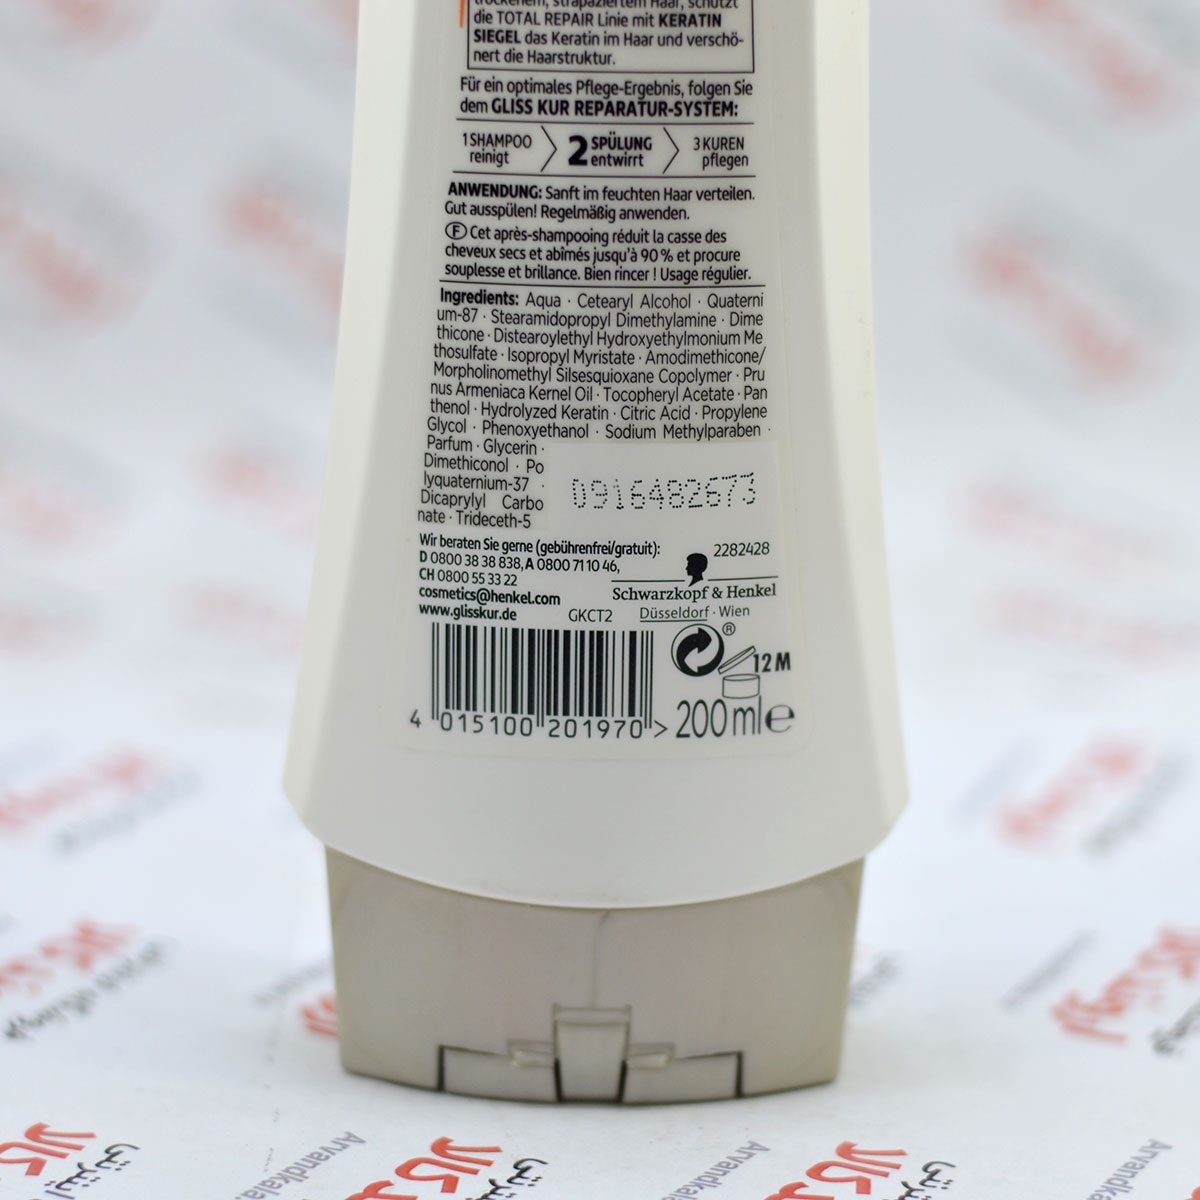 trockenem, strapaziertem Haar, schützt
die TOTAL REPAIR Linie mit KERATIN
SIEGEL das Keratin im Haar und verschö-
nert die Haarstruktur.
Für ein optimales Pflege-Ergebnis, folgen Sie
dem GLISS KUR REPARATUR-SYSTEM:
1 SHAMPOO reinigt
2 SPÜLUNG entwirrt
3 KUREN pflegen
ANWENDUNG: Sanft im feuchten Haar verteilen.
Gut ausspülen! Regelmäßig anwenden.
F Cet après-shampooing réduit la casse des
cheveux secs et abîmés jusqu'à 90 % et procure
souplesse et brillance. Bien rincer ! Usage régulier.
Ingredients: Aqua · Cetearyl Alcohol · Quaterni
um-87 · Stearamidopropyl Dimethylamine · Dime
thicone · Distearoylethyl Hydroxyethylmonium Me
thosulfate · Isopropyl Myristate · Amodimethicone/
Morpholinomethyl Silsesquioxane Copolymer · Pru
nus Armeniaca Kernel Oil · Tocopheryl Acetate · Pan
thenol · Hydrolyzed Keratin · Citric Acid · Propylene
Glycol · Phenoxyethanol · Sodium Methylparaben ·
Parfum · Glycerin ·
Dimethiconol · Po
lyquaternium-37 ·
Dicaprylyl Carbo
nate · Trideceth-5
0916482673
Wir beraten Sie gerne (gebührenfrei/gratuit):
D 0800 38 38 838, A 0800 71 10 46,
CH 0800 55 33 22
cosmetics@henkel.com
www.glisskur.de
GKCT2
2282428
Schwarzkopf & Henkel
Düsseldorf · Wien
®
12 M
4 015100 201970 >
200 ml e
Arvandkala
Arvandkala